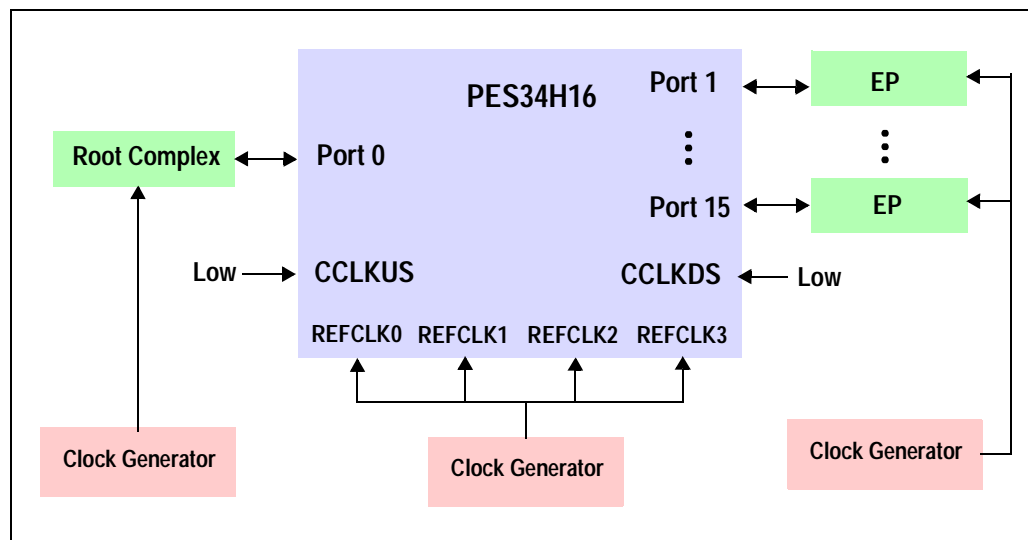 PES34H16
Port 1
EP
Root Complex
Port 0
Port 15
EP
Low
CCLKUS
CCLKDS
Low
REFCLK0
REFCLK1
REFCLK2
REFCLK3
Clock Generator
Clock Generator
Clock Generator